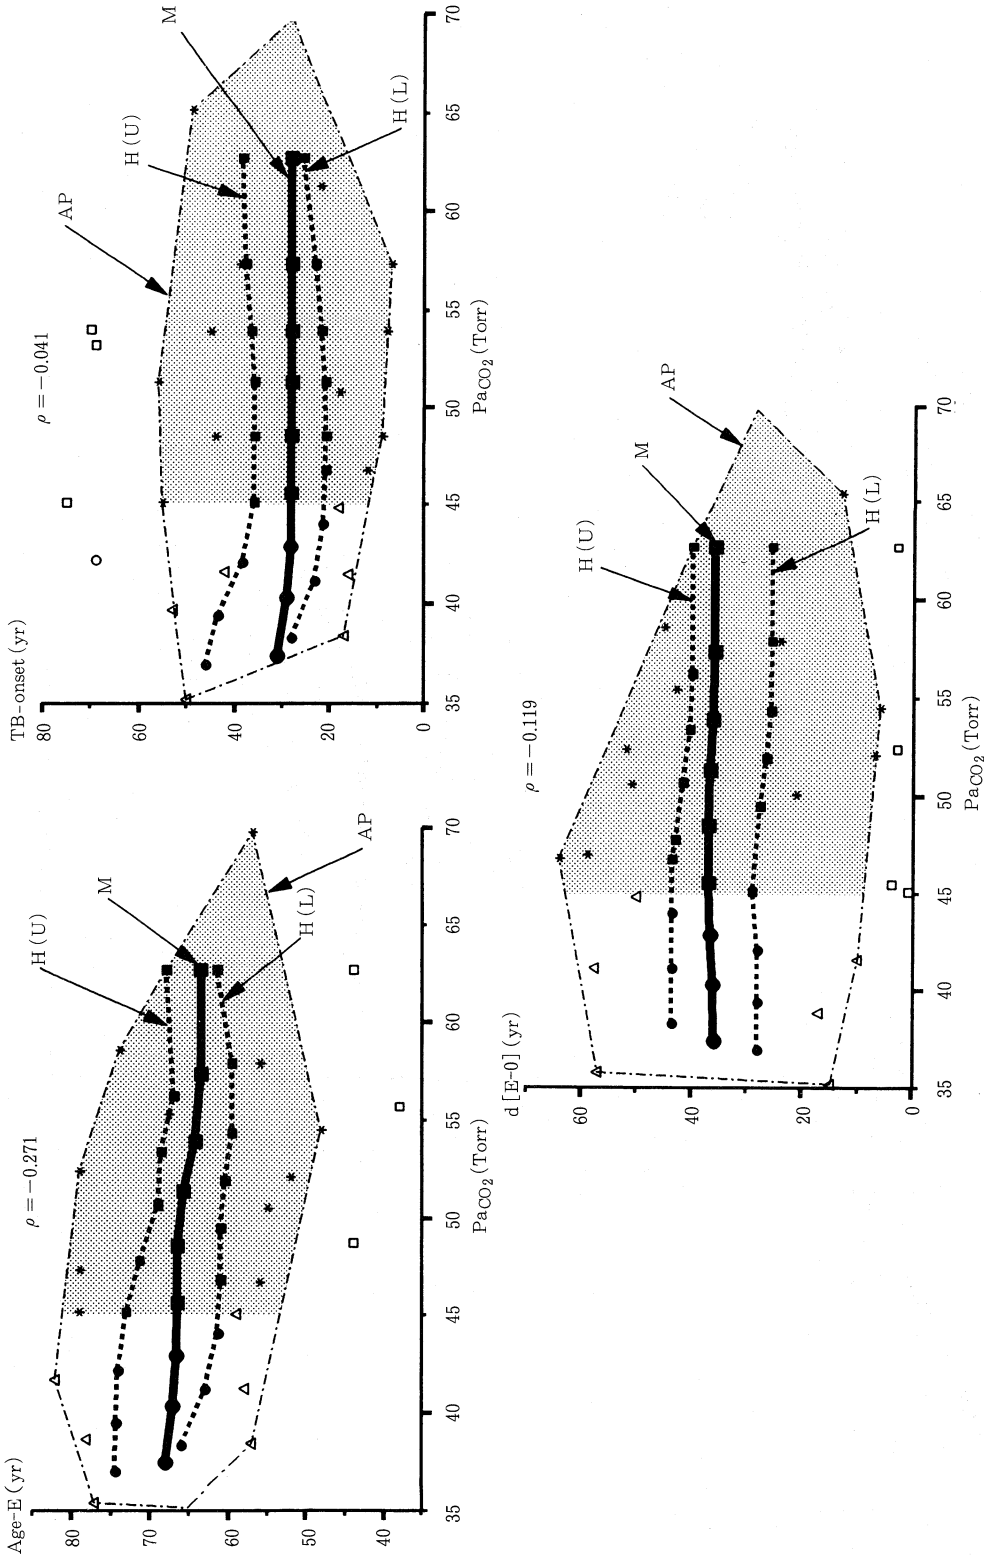 Age-E (yr)
ρ = −0.271
H (U)
M
AP
H (L)
80
70
60
50
40
35
40
45
50
55
60
65
70
PaCO2 (Torr)
TB-onset (yr)
ρ = −0.041
AP
H (U)
M
H (L)
80
60
40
20
0
35
40
45
50
55
60
65
70
PaCO2 (Torr)
d [E-0] (yr)
ρ = −0.119
H (U)
M
AP
H (L)
60
40
20
0
35
40
45
50
55
60
65
70
PaCO2 (Torr)